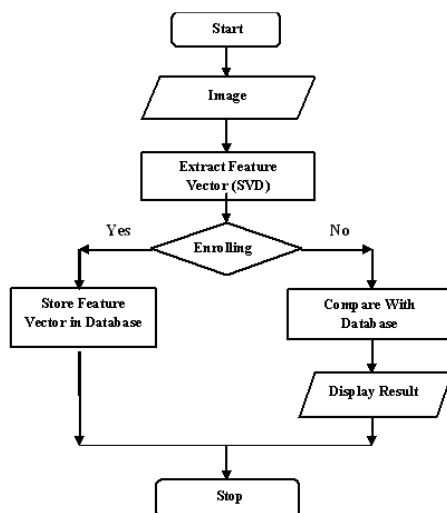 Start
Image
Extract Feature
Vector (SVD)
Yes
Enrolling
No
Store Feature
Vector in Database
Compare With
Database
Display Result
Stop